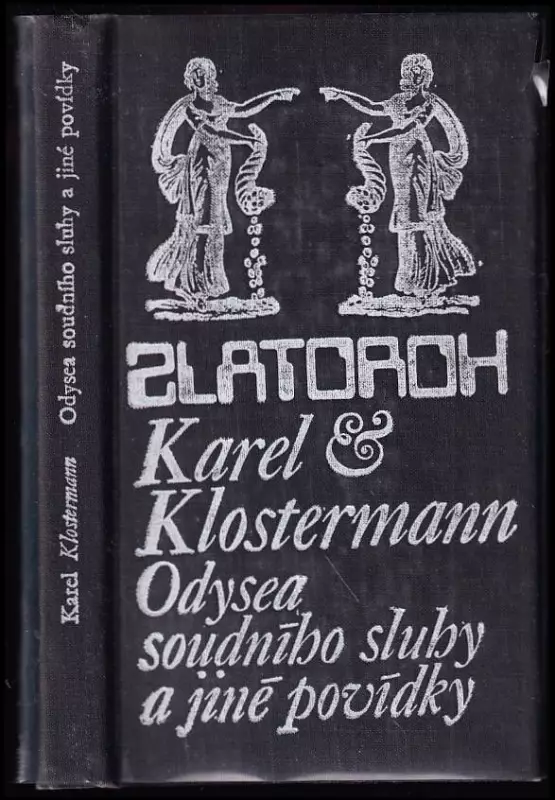 Karel Klostermann Odysea soudního sluhy a jiné povídky
ZLATOROH
Karel &
Klostermann
Odysea
soudního sluhy
a jiné povídky